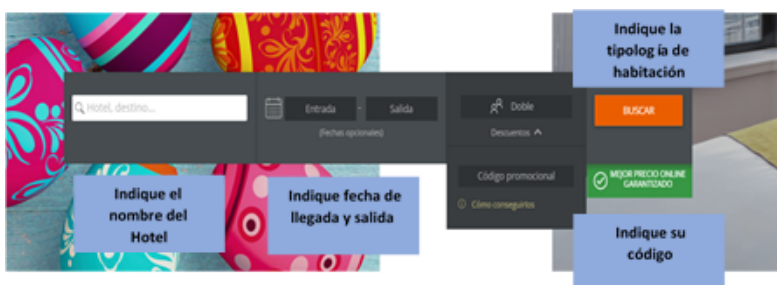 Indique la
tipolog ía de
habitación
Hotel, destino...
Entrada - Salida
(Fechas opcionales)
Doble
Descuentos
BUSCAR
Código promocional
Cómo conseguirlos
MEJOR PRECIO ONLINE
GARANTIZADO
Indique el
nombre del
Hotel
Indique fecha de
llegada y salida
Indique su
código